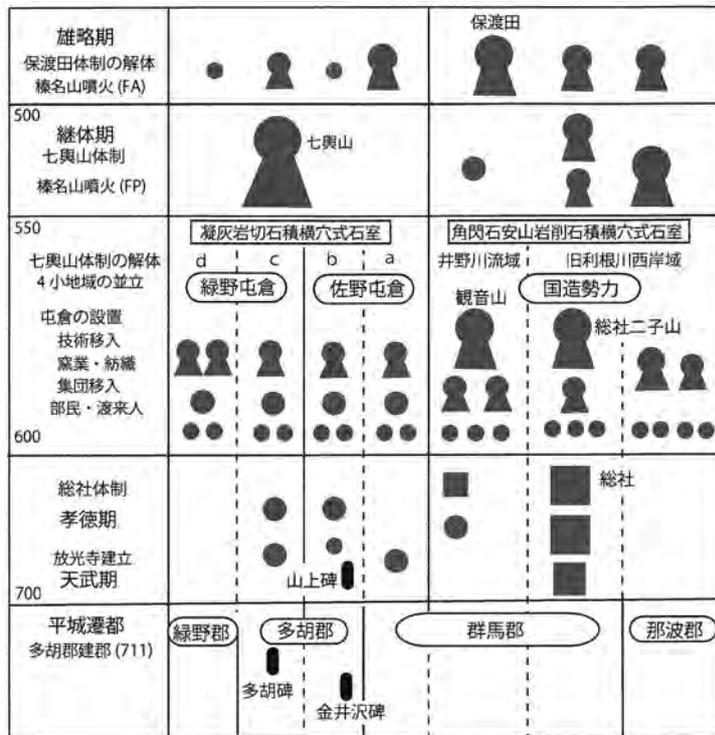 雄略期
保渡田体制の解体
榛名山噴火(FA)
保渡田
500
継体期
七輿山体制
榛名山噴火(FP)
七輿山
550
七輿山体制の解体
4小地域の並立
屯倉の設置
技術移入
窯業・紡織
集団移入
部民・渡来人
600
凝灰岩切石積横穴式石室
d
c
b
a
緑野屯倉
佐野屯倉
角閃石安山岩削石積横穴式石室
井野川流域
旧利根川西岸域
国造勢力
観音山
総社二子山
総社体制
孝徳期
放光寺建立
天武期
700
山上碑
総社
平城遷都
多胡郡建郡(711)
緑野郡
多胡郡
群馬郡
那波郡
多胡碑
金井沢碑